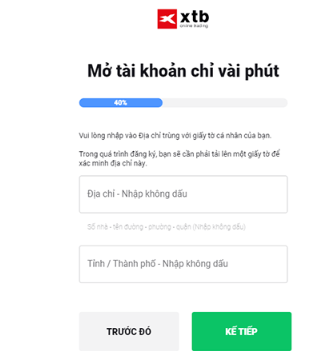 xtb
online trading
Mở tài khoản chỉ vài phút
40%
Vui lòng nhập vào Địa chỉ trùng với giấy tờ cá nhân của bạn.
Trong quá trình đăng ký, bạn sẽ cần phải tải lên một giấy tờ để
xác minh địa chỉ này.
Địa chỉ - Nhập không dấu
Số nhà - tên đường - phường - quận (Nhập không dấu)
Tỉnh / Thành phố - Nhập không dấu
TRƯỚC ĐÓ
KẾ TIẾP